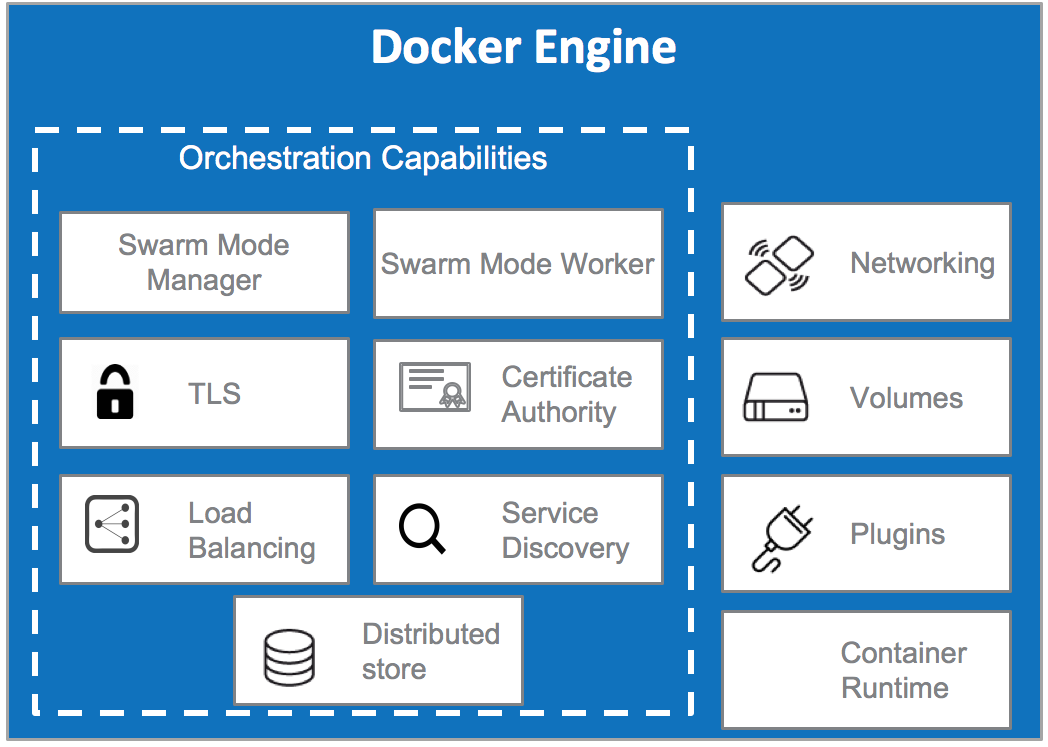 Docker Engine
Orchestration Capabilities
Swarm Mode
Manager
Swarm Mode Worker
TLS
Certificate
Authority
Load
Balancing
Service
Discovery
Distributed
store
Networking
Volumes
Plugins
Container
Runtime